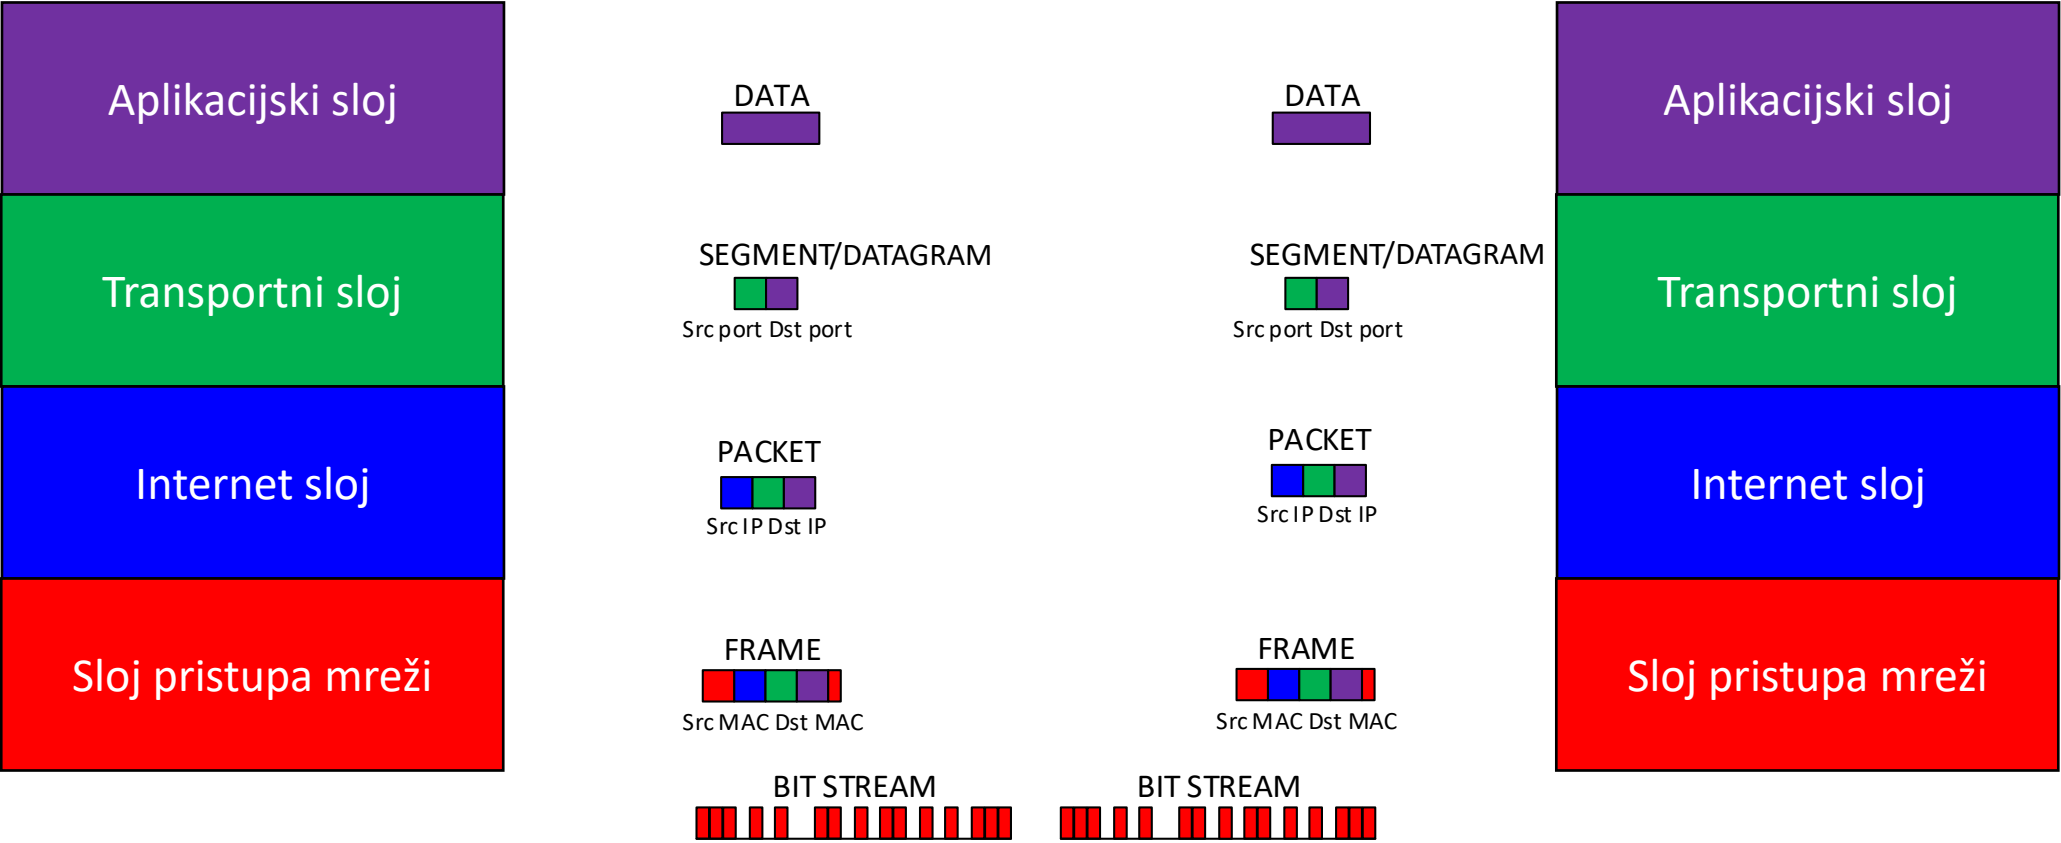 Aplikacijski sloj
DATA
DATA
Aplikacijski sloj
Transportni sloj
SEGMENT/DATAGRAM
Src port Dst port
SEGMENT/DATAGRAM
Src port Dst port
Transportni sloj
Internet sloj
PACKET
Src IP Dst IP
PACKET
Src IP Dst IP
Internet sloj
Sloj pristupa mreži
FRAME
Src MAC Dst MAC
FRAME
Src MAC Dst MAC
Sloj pristupa mreži
BIT STREAM
BIT STREAM